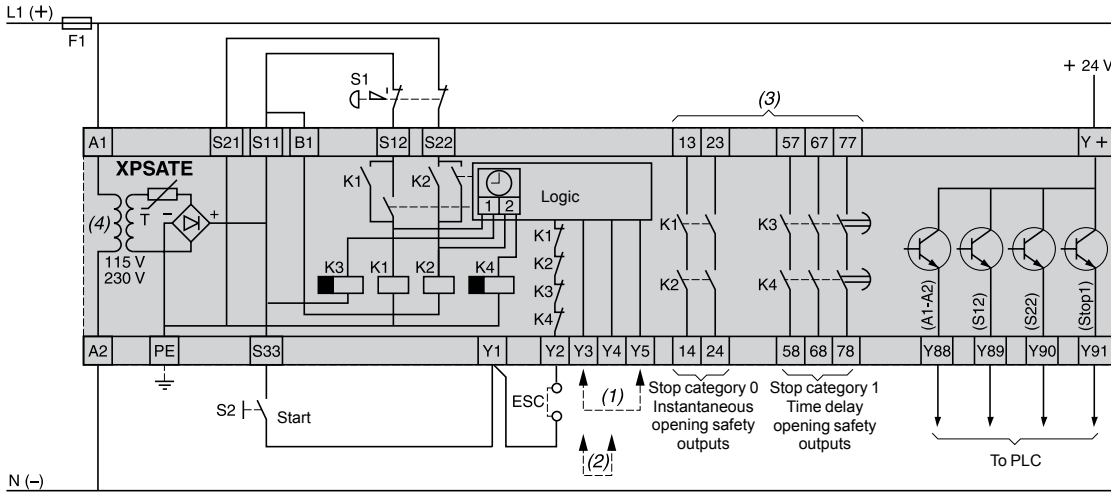 L1 (+)
F1
+ 24 V
S1
(3)
A1 S21 S11 B1 S12 S22 13 23 57 67 77 Y +
XPSATE
K1 K2 Logic
1 2
(4) T − +
115 V
230 V
K1 K1 K3
K2
K3 K1 K2 K4
K3
K2 K4
K4
(A1-A2) (S12) (S22) (Stop1)
A2 PE S33 Y1 Y2 Y3 Y4 Y5 14 24 58 68 78 Y88 Y89 Y90 Y91
S2 Start
ESC
(1)
(2)
Stop category 0
Instantaneous
opening safety
outputs
Stop category 1
Time delay
opening safety
outputs
To PLC
N (−)